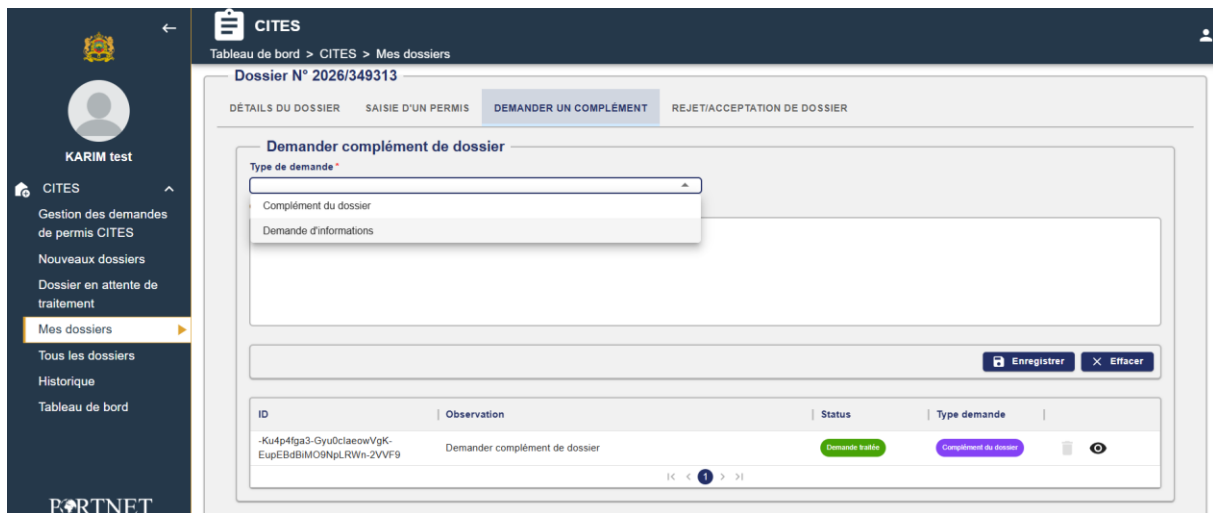 CITES
Tableau de bord > CITES > Mes dossiers
KARIM test
CITES
Gestion des demandes
de permis CITES
Nouveaux dossiers
Dossier en attente de
traitement
Mes dossiers
Tous les dossiers
Historique
Tableau de bord
PORTNET
Dossier N° 2026/349313
DÉTAILS DU DOSSIER SAISIE D'UN PERMIS DEMANDER UN COMPLÉMENT REJET/ACCEPTATION DE DOSSIER
Demander complément de dossier
Type de demande *
Complément du dossier
Demande d'informations
Enregistrer Effacer
ID Observation Status Type demande
-Ku4p4fga3-Gyu0claeowVgK-
EupEBdBiMO9NpLRWn-2VVF9 Demander complément de dossier Demande traitée Complément du dossier
1